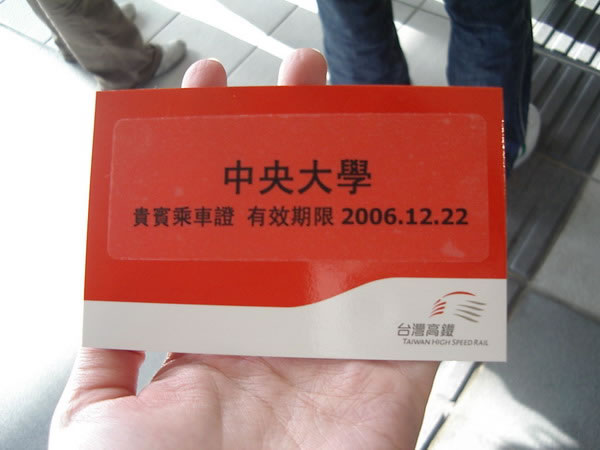 中央大學
貴賓乘車證 有效期限 2006.12.22
台灣高鐵
TAIWAN HIGH SPEED RAIL